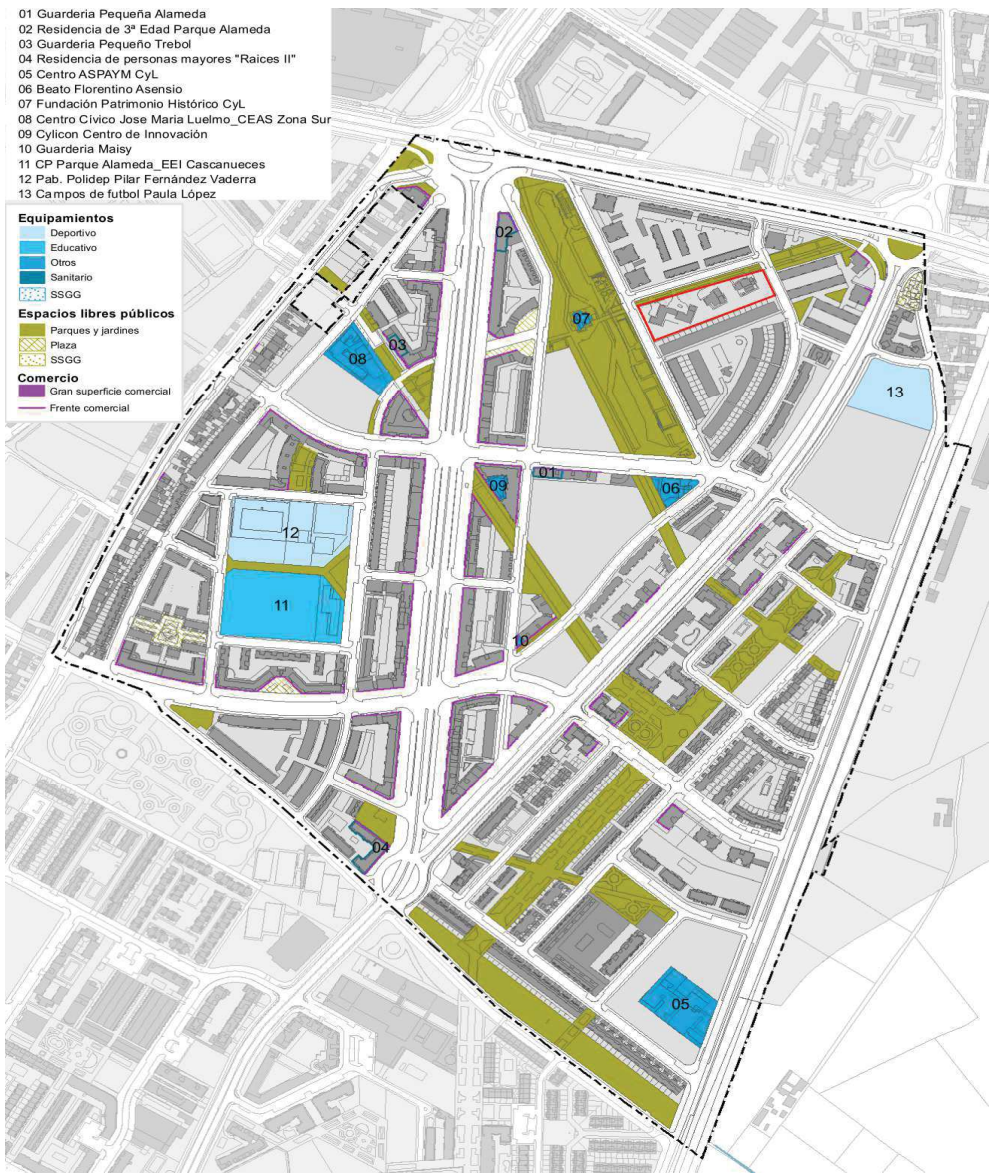 01 Guarderia Pequeña Alameda
02 Residencia de 3ª Edad Parque Alameda
03 Guarderia Pequeño Trebol
04 Residencia de personas mayores "Raices II"
05 Centro ASPAYM CyL
06 Beato Florentino Asensio
07 Fundación Patrimonio Histórico CyL
08 Centro Civico Jose Maria Luelmo_CEAS Zona Sur
09 Cylicon Centro de Innovación
10 Guarderia Maisy
11 CP Parque Alameda_EEI Cascanueces
12 Pab. Polidep Pilar Fernández Vaderra
13 Campos de futbol Paula López
Equipamientos
Deportivo
Educativo
Otros
Sanitario
SSGG
Espacios libres públicos
Parques y jardines
Plaza
SSGG
Comercio
Gran superficie comercial
Frente comercial
02
07
03
08
13
01
09
06
12
11
10
04
05